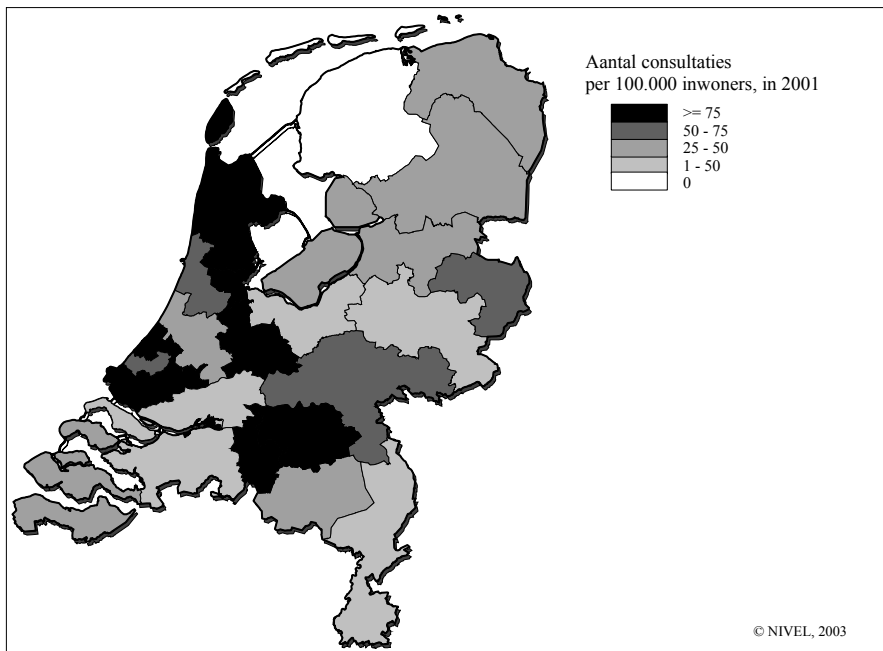 Aantal consultaties
per 100.000 inwoners, in 2001
>= 75
50 - 75
25 - 50
1 - 50
0
© NIVEL, 2003